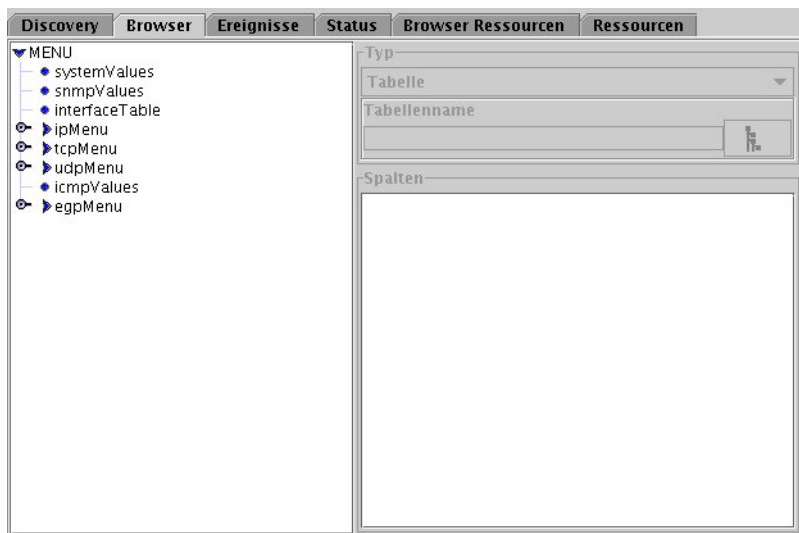 Discovery Browser Ereignisse Status Browser Ressourcen Ressourcen
MENU
systemValues
snmpValues
interfaceTable
ipMenu
tcpMenu
udpMenu
icmpValues
egpMenu
Typ
Tabelle
Tabellenname
Spalten